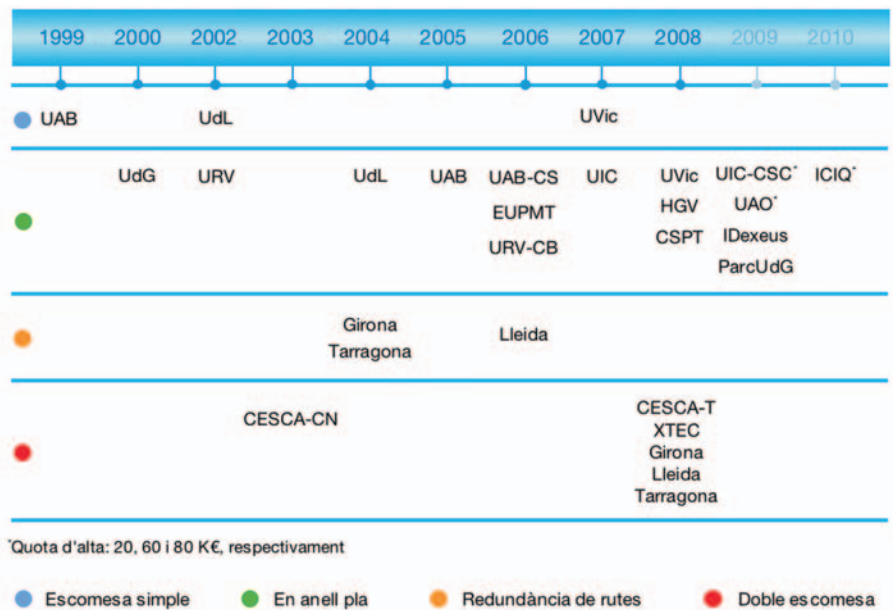 1999 2000 2002 2003 2004 2005 2006 2007 2008 2009 2010
UAB UdL UVic
UdG URV UdL UAB UAB-CS UIC UVic UIC-CSC* ICIQ*
EUPMT HGV UAO*
URV-CB CSPT IDexeus
ParcUdG
Girona Lleida
Tarragona
CESCA-CN CESCA-T
XTEC
Girona
Lleida
Tarragona
*Quota d'alta: 20, 60 i 80 K€, respectivament
Escomesa simple En anell pla Redundància de rutes Doble escomesa